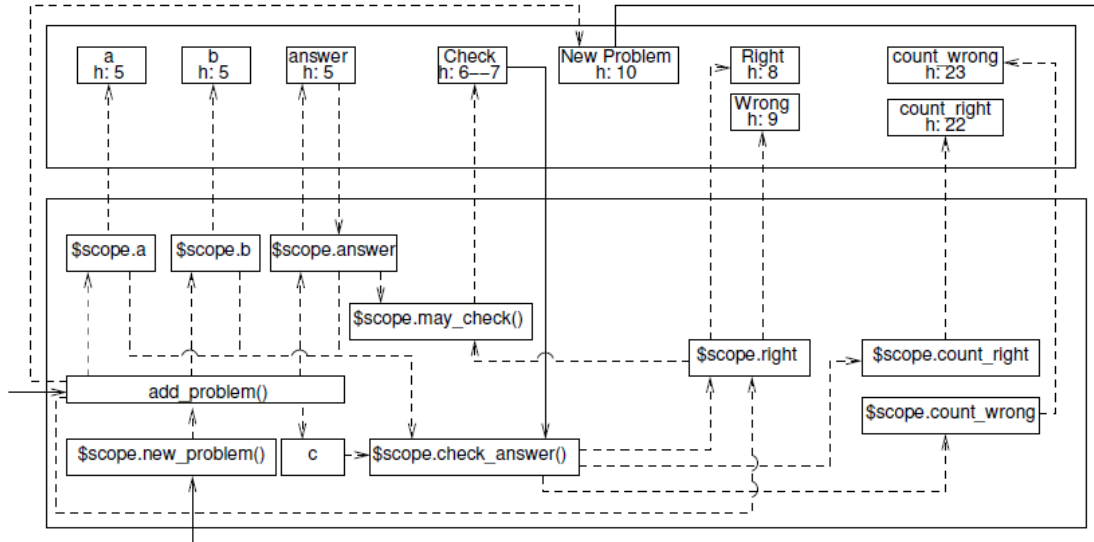 a
h: 5
b
h: 5
answer
h: 5
Check
h: 6−−7
New Problem
h: 10
Right
h: 8
count_wrong
h: 23
Wrong
h: 9
count_right
h: 22
$scope.a
$scope.b
$scope.answer
$scope.may_check()
$scope.right
$scope.count_right
add_problem()
$scope.count_wrong
$scope.new_problem()
c
$scope.check_answer()